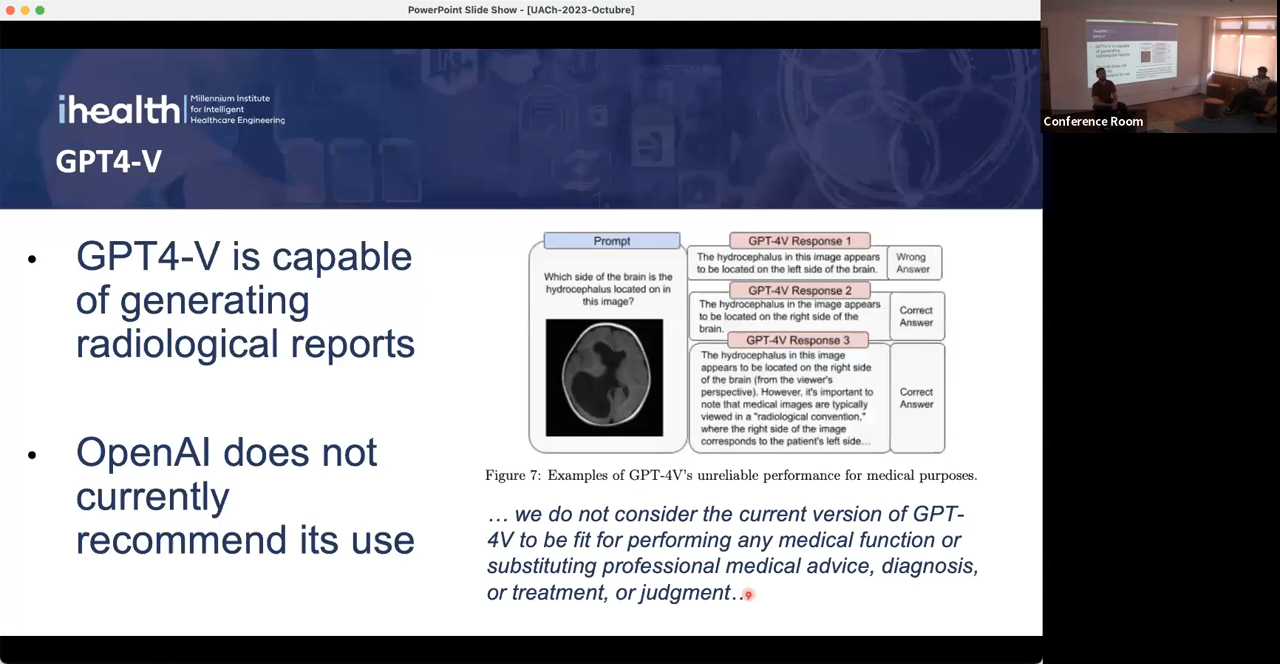 PowerPoint Slide Show - [UACh-2023-Octubre]
ihealth
Millennium Institute
for Intelligent
Healthcare Engineering
GPT4-V
• GPT4-V is capable
of generating
radiological reports
• OpenAI does not
currently
recommend its use
Prompt
Which side of the brain is the
hydrocephalus located on in
this image?
GPT-4V Response 1
The hydrocephalus in this image appears
to be located on the left side of the brain.
Wrong
Answer
GPT-4V Response 2
The hydrocephalus in the image appears
to be located on the right side of the
brain.
Correct
Answer
GPT-4V Response 3
The hydrocephalus in this image
appears to be located on the right side
of the brain (from the viewer's
perspective). However, it's important to
note that medical images are typically
viewed in a "radiological convention,"
where the right side of the image
corresponds to the patient's left side…
Correct
Answer
Figure 7: Examples of GPT-4V's unreliable performance for medical purposes.
… we do not consider the current version of GPT-
4V to be fit for performing any medical function or
substituting professional medical advice, diagnosis,
or treatment, or judgment…
ihealth
GPT4-V is capable
of generating
radiological reports
Conference Room